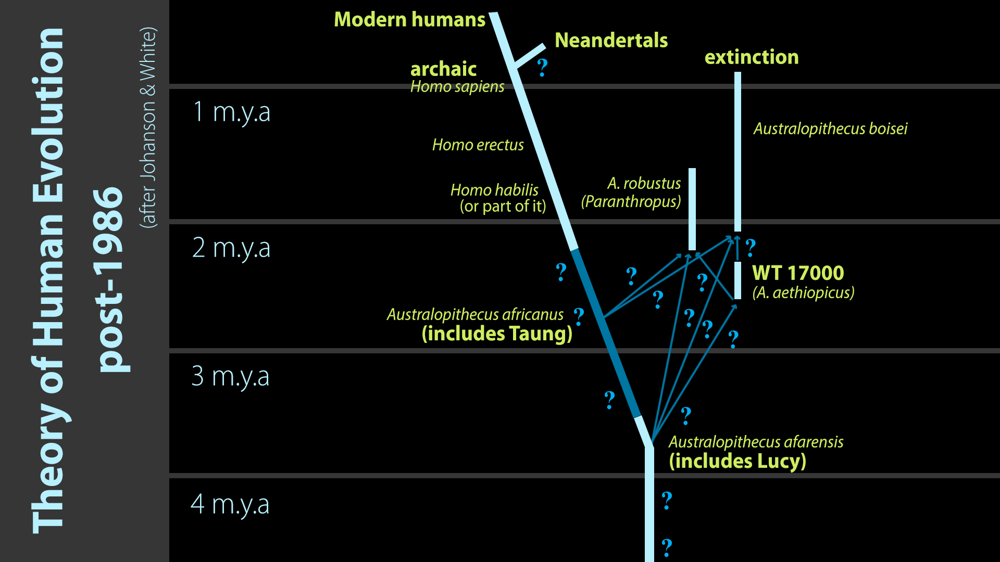 Theory of Human Evolution
post-1986
(after Johanson & White)
Modern humans
Neandertals
extinction
archaic
?
Homo sapiens
1 m.y.a
Australopithecus boisei
Homo erectus
A. robustus
(Paranthropus)
Homo habilis
(or part of it)
2 m.y.a
?
?
?
?
WT 17000
(A. aethiopicus)
?
Australopithecus africanus
?
(includes Taung)
?
?
?
3 m.y.a
?
?
Australopithecus afarensis
(includes Lucy)
4 m.y.a
?
?